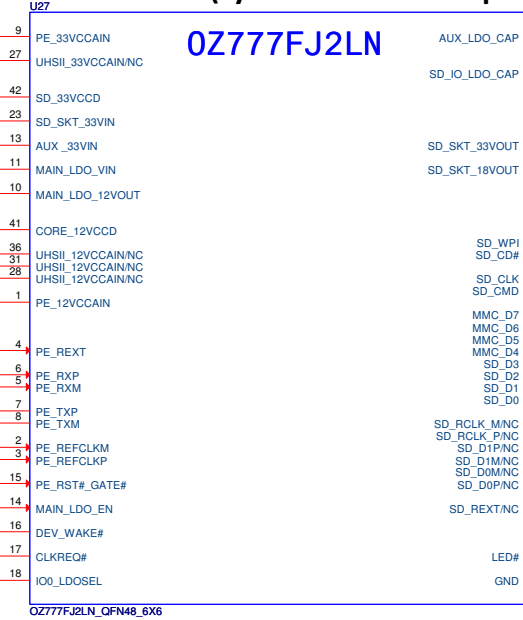 U27
OZ777FJ2LN
9 PE_33VCCAIN AUX_LDO_CAP
27 UHSII_33VCCAIN/NC
SD_IO_LDO_CAP
42 SD_33VCCD
23 SD_SKT_33VIN
13 AUX _33VIN SD_SKT_33VOUT
11 MAIN_LDO_VIN SD_SKT_18VOUT
10 MAIN_LDO_12VOUT
41 CORE_12VCCD
SD_WPI
36 UHSII_12VCCAIN/NC SD_CD#
31 UHSII_12VCCAIN/NC
28 UHSII_12VCCAIN/NC SD_CLK
SD_CMD
1 PE_12VCCAIN
MMC_D7
MMC_D6
MMC_D5
4 PE_REXT MMC_D4
SD_D3
6 PE_RXP SD_D2
5 PE_RXM SD_D1
SD_D0
7 PE_TXP
8 PE_TXM SD_RCLK_M/NC
SD_RCLK_P/NC
2 PE_REFCLKM SD_D1P/NC
3 PE_REFCLKP SD_D1M/NC
SD_D0M/NC
15 PE_RST#_GATE# SD_D0P/NC
14 MAIN_LDO_EN SD_REXT/NC
16 DEV_WAKE#
17 CLKREQ# LED#
18 IO0_LDOSEL GND
OZ777FJ2LN_QFN48_6X6